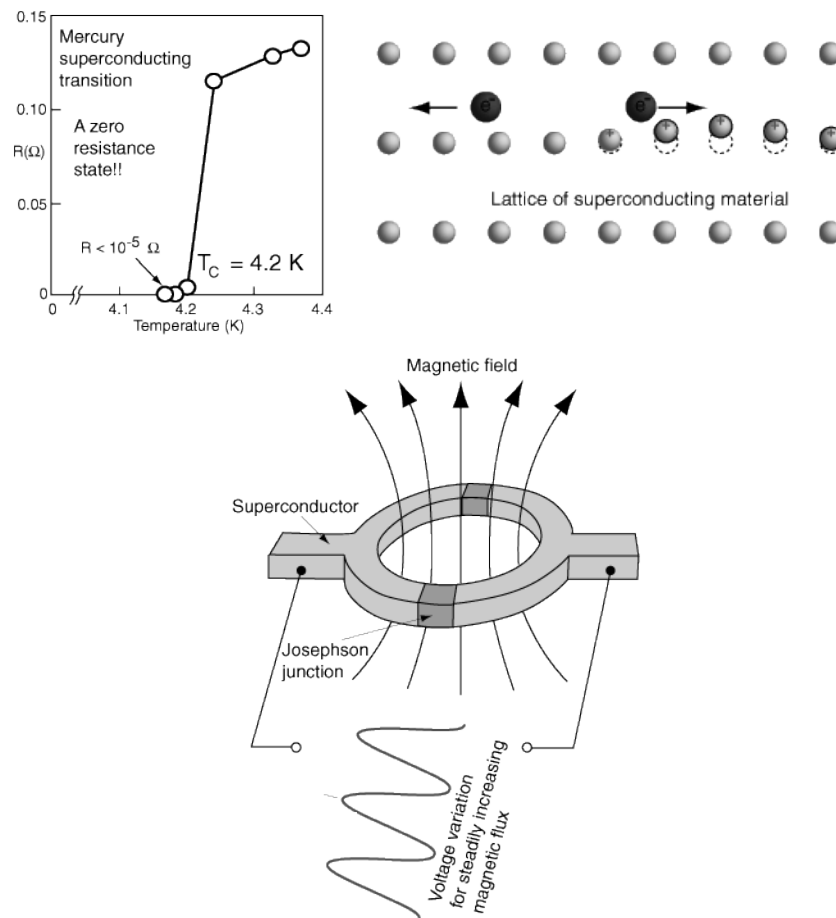 0.15
Mercury
superconducting
transition
0.10
A zero
resistance
state!!
R(Ω)
0.05
R < 10⁻⁵ Ω
T_C = 4.2 K
0
0
4.1
4.2
4.3
4.4
Temperature (K)
e⁻
e⁻
+
+
+
+
+
Lattice of superconducting material
Magnetic field
Superconductor
Josephson
junction
Voltage variation
for steadily increasing
magnetic flux